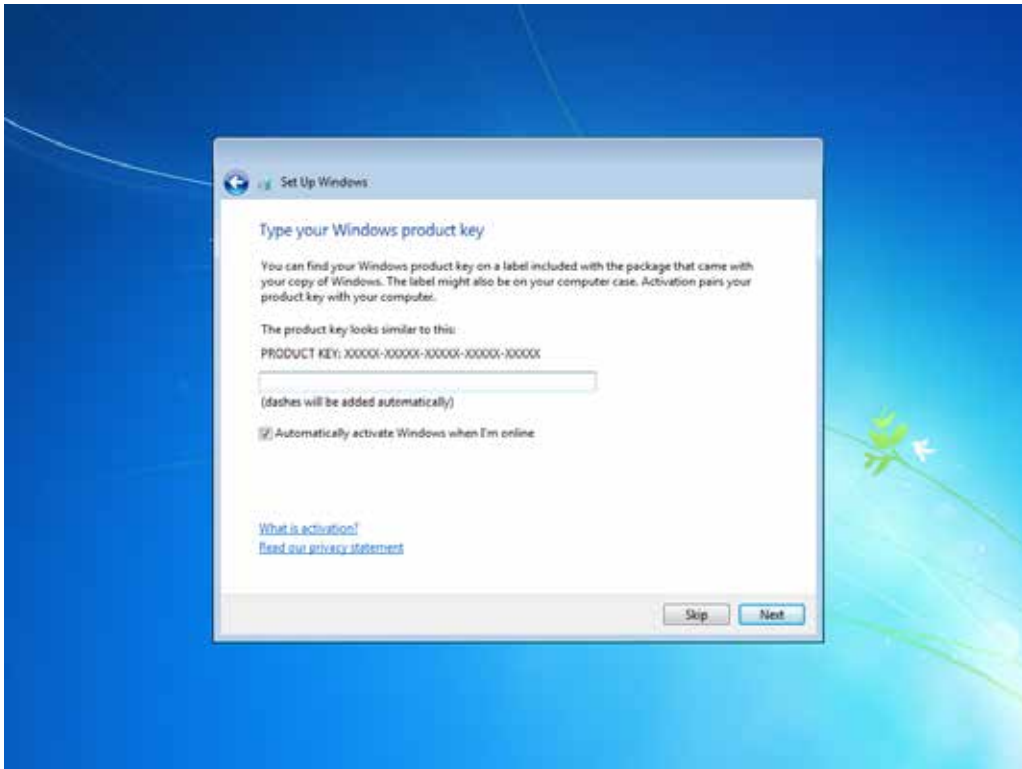 Set Up Windows
Type your Windows product key
You can find your Windows product key on a label included with the package that came with
your copy of Windows. The label might also be on your computer case. Activation pairs your
product key with your computer.
The product key looks similar to this:
PRODUCT KEY: XXXXX-XXXXX-XXXXX-XXXXX-XXXXX
(dashes will be added automatically)
Automatically activate Windows when I'm online
What is activation?
Read our privacy statement
Skip Next